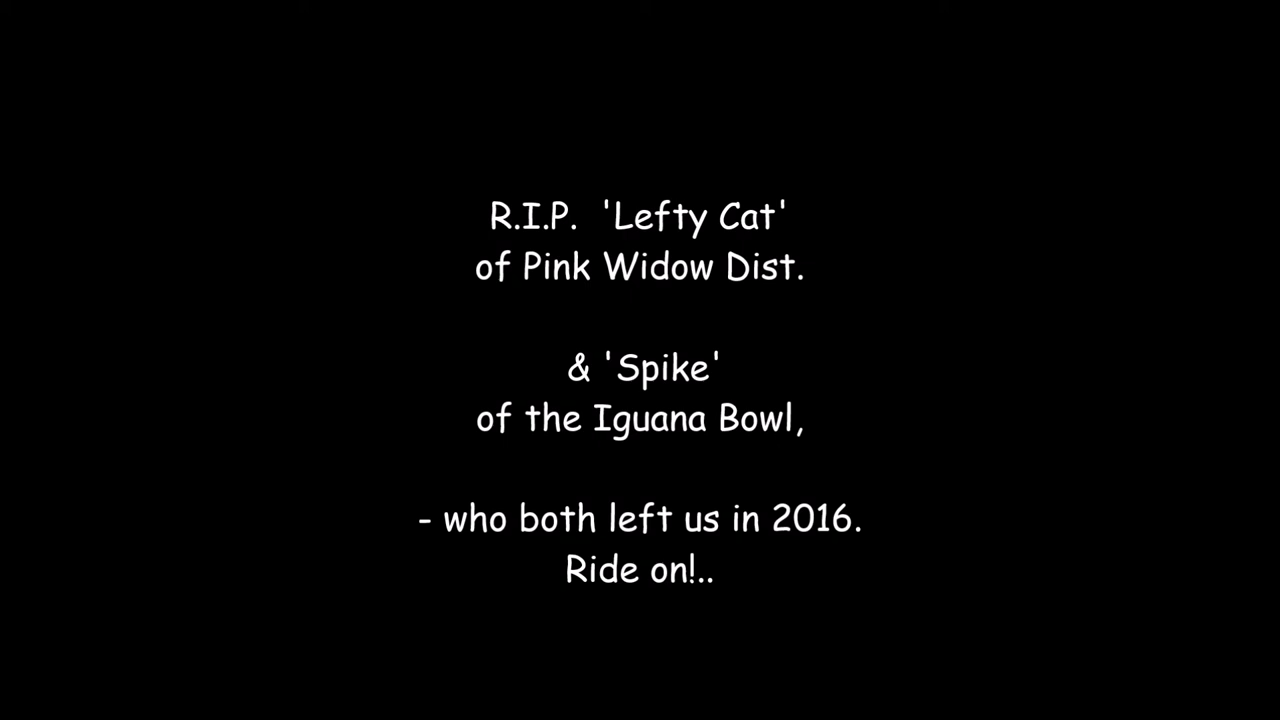 R.I.P. 'Lefty Cat'
of Pink Widow Dist.
& 'Spike'
of the Iguana Bowl,
- who both left us in 2016.
Ride on!..